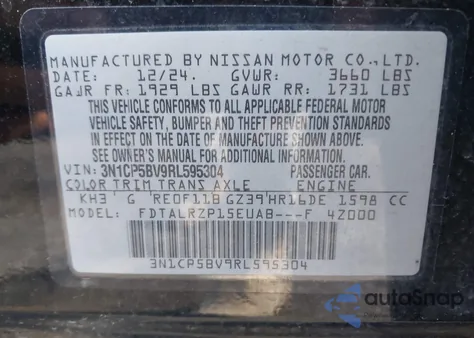 MANUFACTURED BY NISSAN MOTOR CO.,LTD.
DATE: 12/24. GVWR: 3660 LBS
GAWR FR: 1929 LBS GAWR RR: 1731 LBS
THIS VEHICLE CONFORMS TO ALL APPLICABLE FEDERAL MOTOR
VEHICLE SAFETY, BUMPER AND THEFT PREVENTION STANDARDS
IN EFFECT ON THE DATE OF MANUFACTURE SHOWN ABOVE.
SEE OWNER'S MANUAL FOR ADDITIONAL INFORMATION.
VIN: 3N1CP5BV9RL595304 PASSENGER CAR.
COLOR TRIM TRANS AXLE ENGINE
KH3 G RE0F11B GZ39 HR16DE 1598 CC
MODEL: FDTALRZP15EUAB---F 42000
3N1CP5BV9RL595304
autoSnap